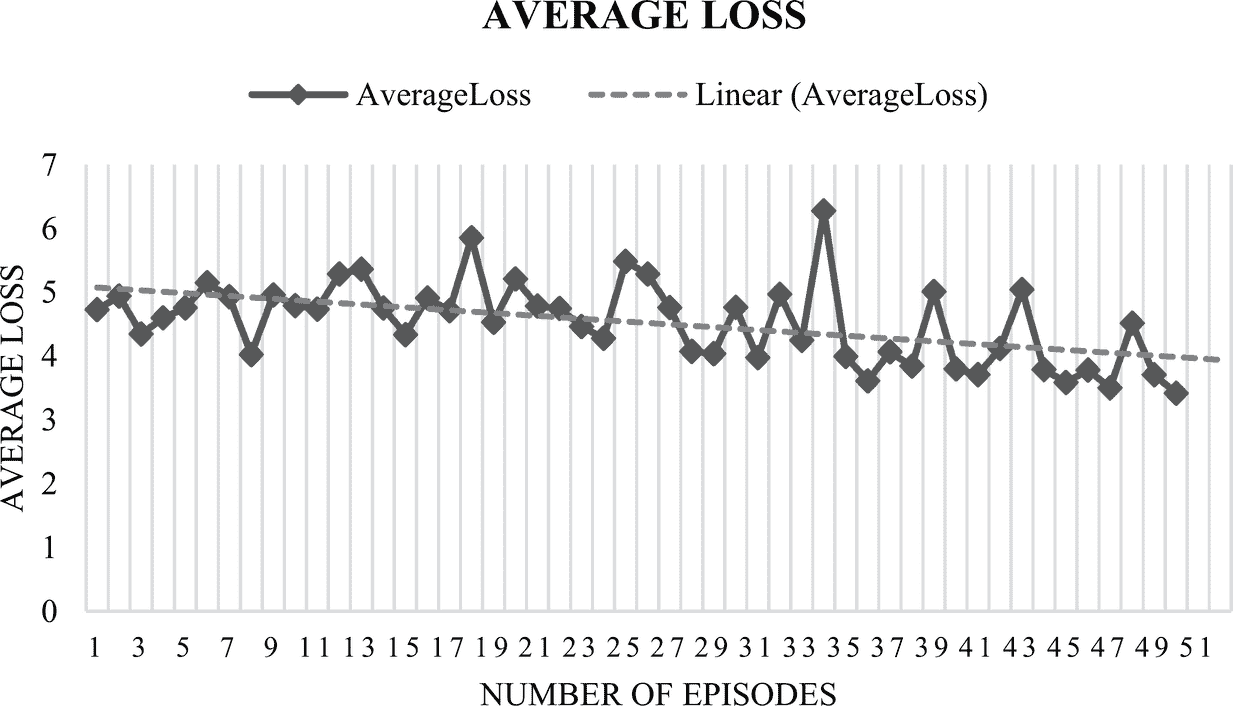 AVERAGE LOSS
AverageLoss Linear (AverageLoss)
7
6
5
4
3
2
1
0
AVERAGE LOSS
1 3 5 7 9 11 13 15 17 19 21 23 25 27 29 31 33 35 37 39 41 43 45 47 49 51
NUMBER OF EPISODES